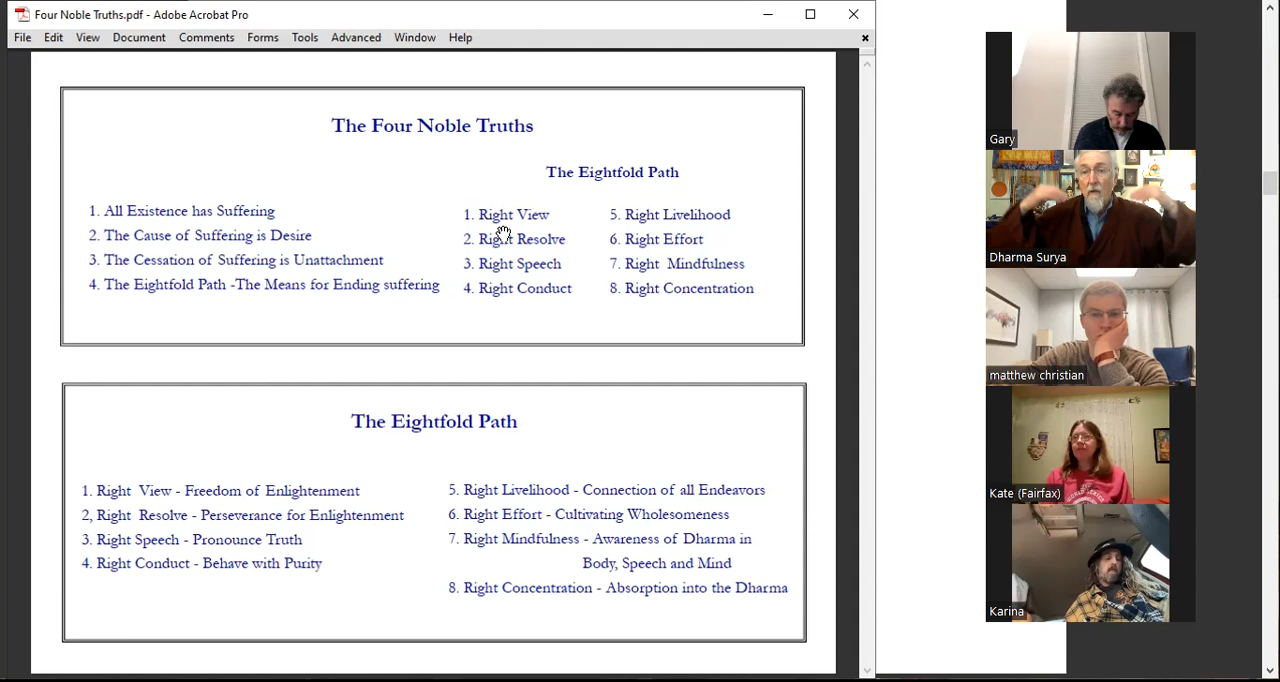 Four Noble Truths.pdf - Adobe Acrobat Pro
File Edit View Document Comments Forms Tools Advanced Window Help
The Four Noble Truths
The Eightfold Path
1. All Existence has Suffering
2. The Cause of Suffering is Desire
3. The Cessation of Suffering is Unattachment
4. The Eightfold Path -The Means for Ending suffering
1. Right View
2. Right Resolve
3. Right Speech
4. Right Conduct
5. Right Livelihood
6. Right Effort
7. Right Mindfulness
8. Right Concentration
The Eightfold Path
1. Right View - Freedom of Enlightenment
2, Right Resolve - Perseverance for Enlightenment
3. Right Speech - Pronounce Truth
4. Right Conduct - Behave with Purity
5. Right Livelihood - Connection of all Endeavors
6. Right Effort - Cultivating Wholesomeness
7. Right Mindfulness - Awareness of Dharma in
Body, Speech and Mind
8. Right Concentration - Absorption into the Dharma
Gary
Dharma Surya
matthew christian
Kate (Fairfax)
Karina